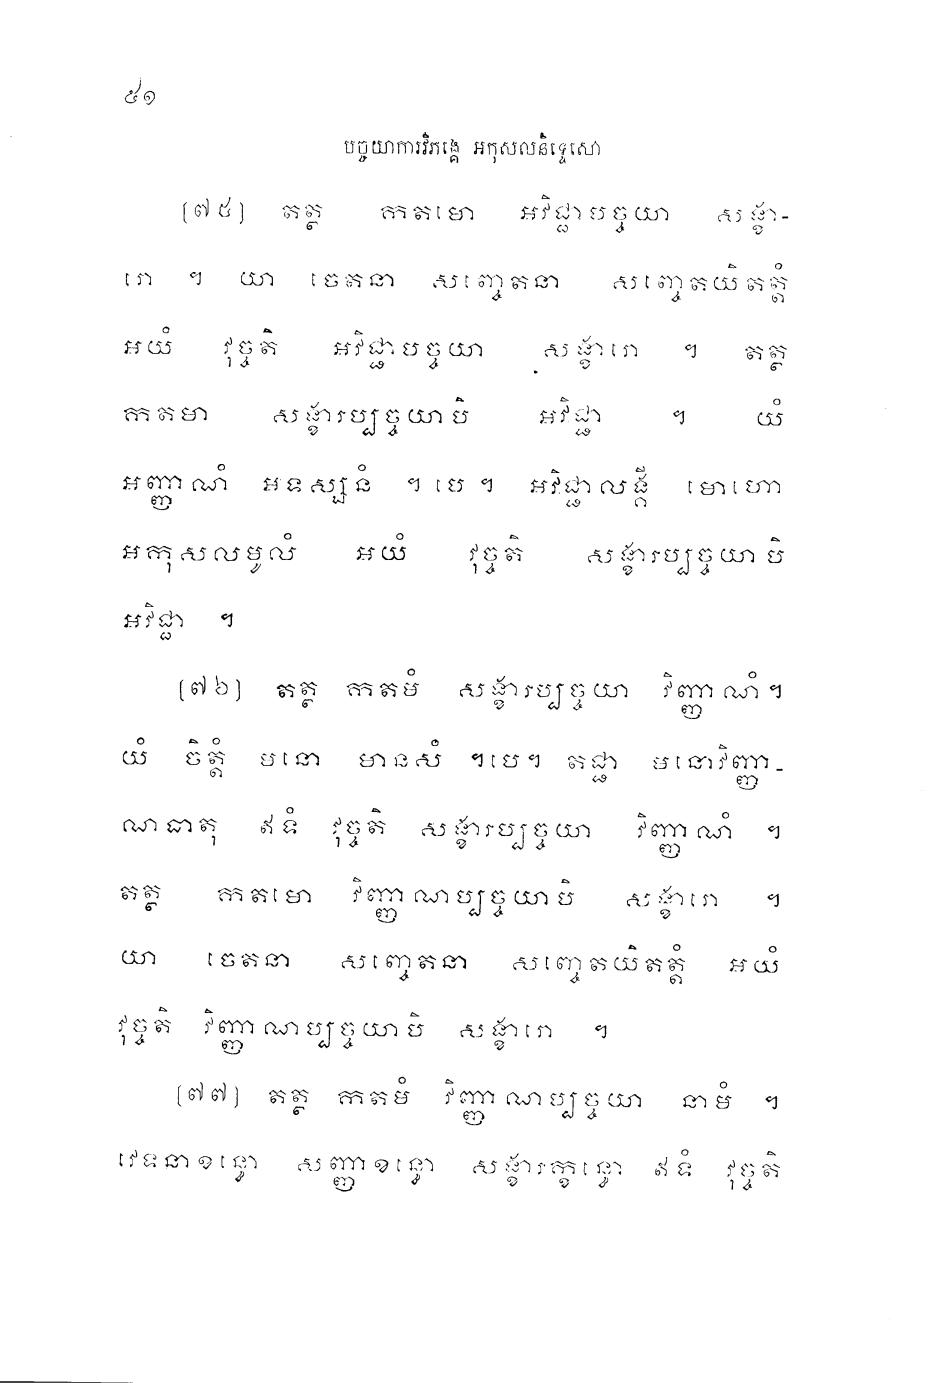 ៥១
បច្ចយាការវិភង្គេ អកុសលនិទ្ទេសោ
[៧៥] តត្ថ កតមោ អវិជ្ជាបច្ចយា សង្ខា-
រោ ។ យា ចេតនា សញ្ចេតនា សញ្ចេតយិតត្តំ
អយំ វុច្ចតិ អវិជ្ជាបច្ចយា សង្ខារោ ។ តត្ថ
កតមា សង្ខារប្បច្ចយាបិ អវិជ្ជា ។ យំ
អញ្ញាណំ អទស្សនំ ។ បេ ។ អវិជ្ជាលង្គី មោហោ
អកុសលមូលំ អយំ វុច្ចតិ សង្ខារប្បច្ចយាបិ
អវិជ្ជា ។
[៧៦] តត្ថ កតមំ សង្ខារប្បច្ចយា វិញ្ញាណំ។
យំ ចិត្តំ មនោ មានសំ ។បេ។ តជ្ជា មនោវិញ្ញា-
ណធាតុ ឥទំ វុច្ចតិ សង្ខារប្បច្ចយា វិញ្ញាណំ ។
តត្ថ កតមោ វិញ្ញាណប្បច្ចយាបិ សង្ខារោ ។
យា ចេតនា សញ្ចេតនា សញ្ចេតយិតត្តំ អយំ
វុច្ចតិ វិញ្ញាណប្បច្ចយាបិ សង្ខារោ ។
[៧៧] តត្ថ កតមំ វិញ្ញាណប្បច្ចយា នាមំ ។
វេទនាខន្ធោ សញ្ញាខន្ធោ សង្ខារក្ខន្ធោ ឥទំ វុច្ចតិ